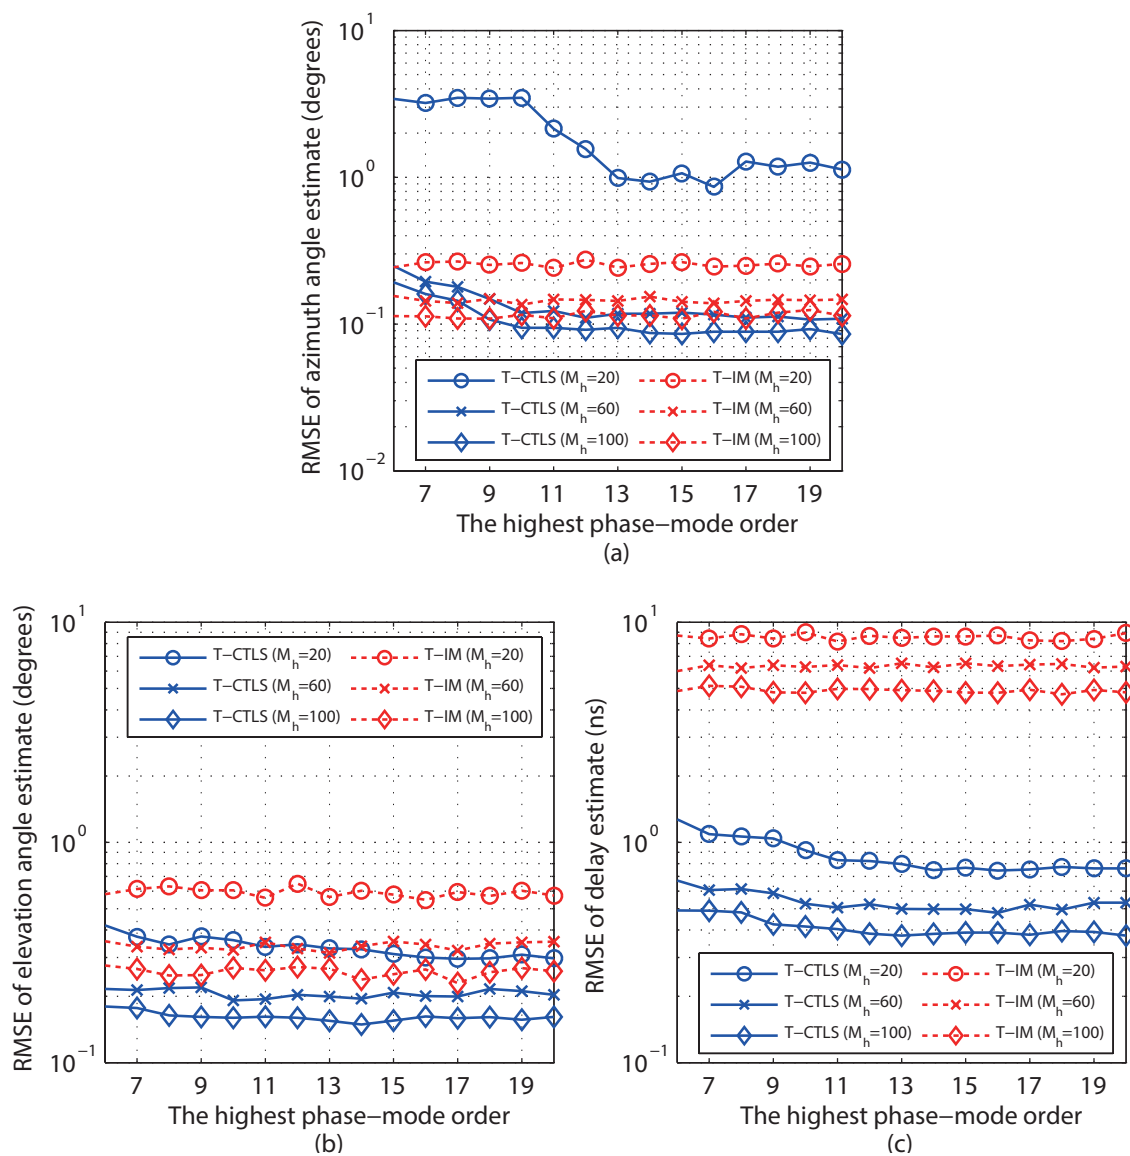 RMSE of azimuth angle estimate (degrees)
10^1
10^0
10^−1
10^−2
T−CTLS (M_h=20)
T−IM (M_h=20)
T−CTLS (M_h=60)
T−IM (M_h=60)
T−CTLS (M_h=100)
T−IM (M_h=100)
7 9 11 13 15 17 19
The highest phase−mode order
(a)
RMSE of elevation angle estimate (degrees)
10^1
10^0
10^−1
T−CTLS (M_h=20)
T−IM (M_h=20)
T−CTLS (M_h=60)
T−IM (M_h=60)
T−CTLS (M_h=100)
T−IM (M_h=100)
7 9 11 13 15 17 19
The highest phase−mode order
(b)
RMSE of delay estimate (ns)
10^1
10^0
10^−1
T−CTLS (M_h=20)
T−IM (M_h=20)
T−CTLS (M_h=60)
T−IM (M_h=60)
T−CTLS (M_h=100)
T−IM (M_h=100)
7 9 11 13 15 17 19
The highest phase−mode order
(c)